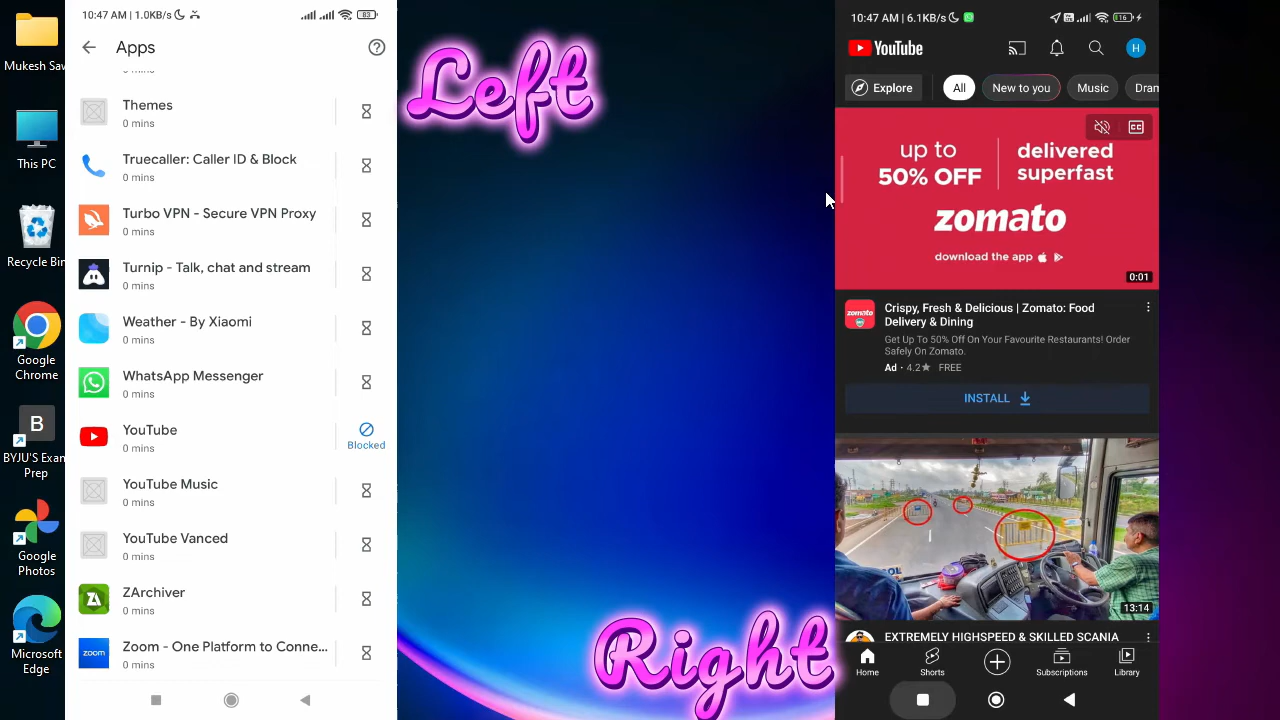 Mukesh Sav
This PC
Recycle Bin
Google
Chrome
B
BYJU'S Exam
Prep
Google
Photos
Microsoft
Edge
10:47 AM | 1.0KB/s
83
Apps
0 mins
Themes
0 mins
Truecaller: Caller ID & Block
0 mins
Turbo VPN - Secure VPN Proxy
0 mins
Turnip - Talk, chat and stream
0 mins
Weather - By Xiaomi
0 mins
WhatsApp Messenger
0 mins
YouTube
0 mins
Blocked
YouTube Music
0 mins
YouTube Vanced
0 mins
ZArchiver
0 mins
zoom
Zoom - One Platform to Conne...
0 mins
Left
Right
10:47 AM | 6.1KB/s
16
YouTube
H
Explore
All
New to you
Music
Dran
CC
up to
50% OFF
delivered
superfast
zomato
download the app
0:01
zomato
Crispy, Fresh & Delicious | Zomato: Food
Delivery & Dining
Get Up To 50% Off On Your Favourite Restaurants! Order
Safely On Zomato.
Ad · 4.2★ FREE
INSTALL
13:14
EXTREMELY HIGHSPEED & SKILLED SCANIA
Home
Shorts
Subscriptions
Library